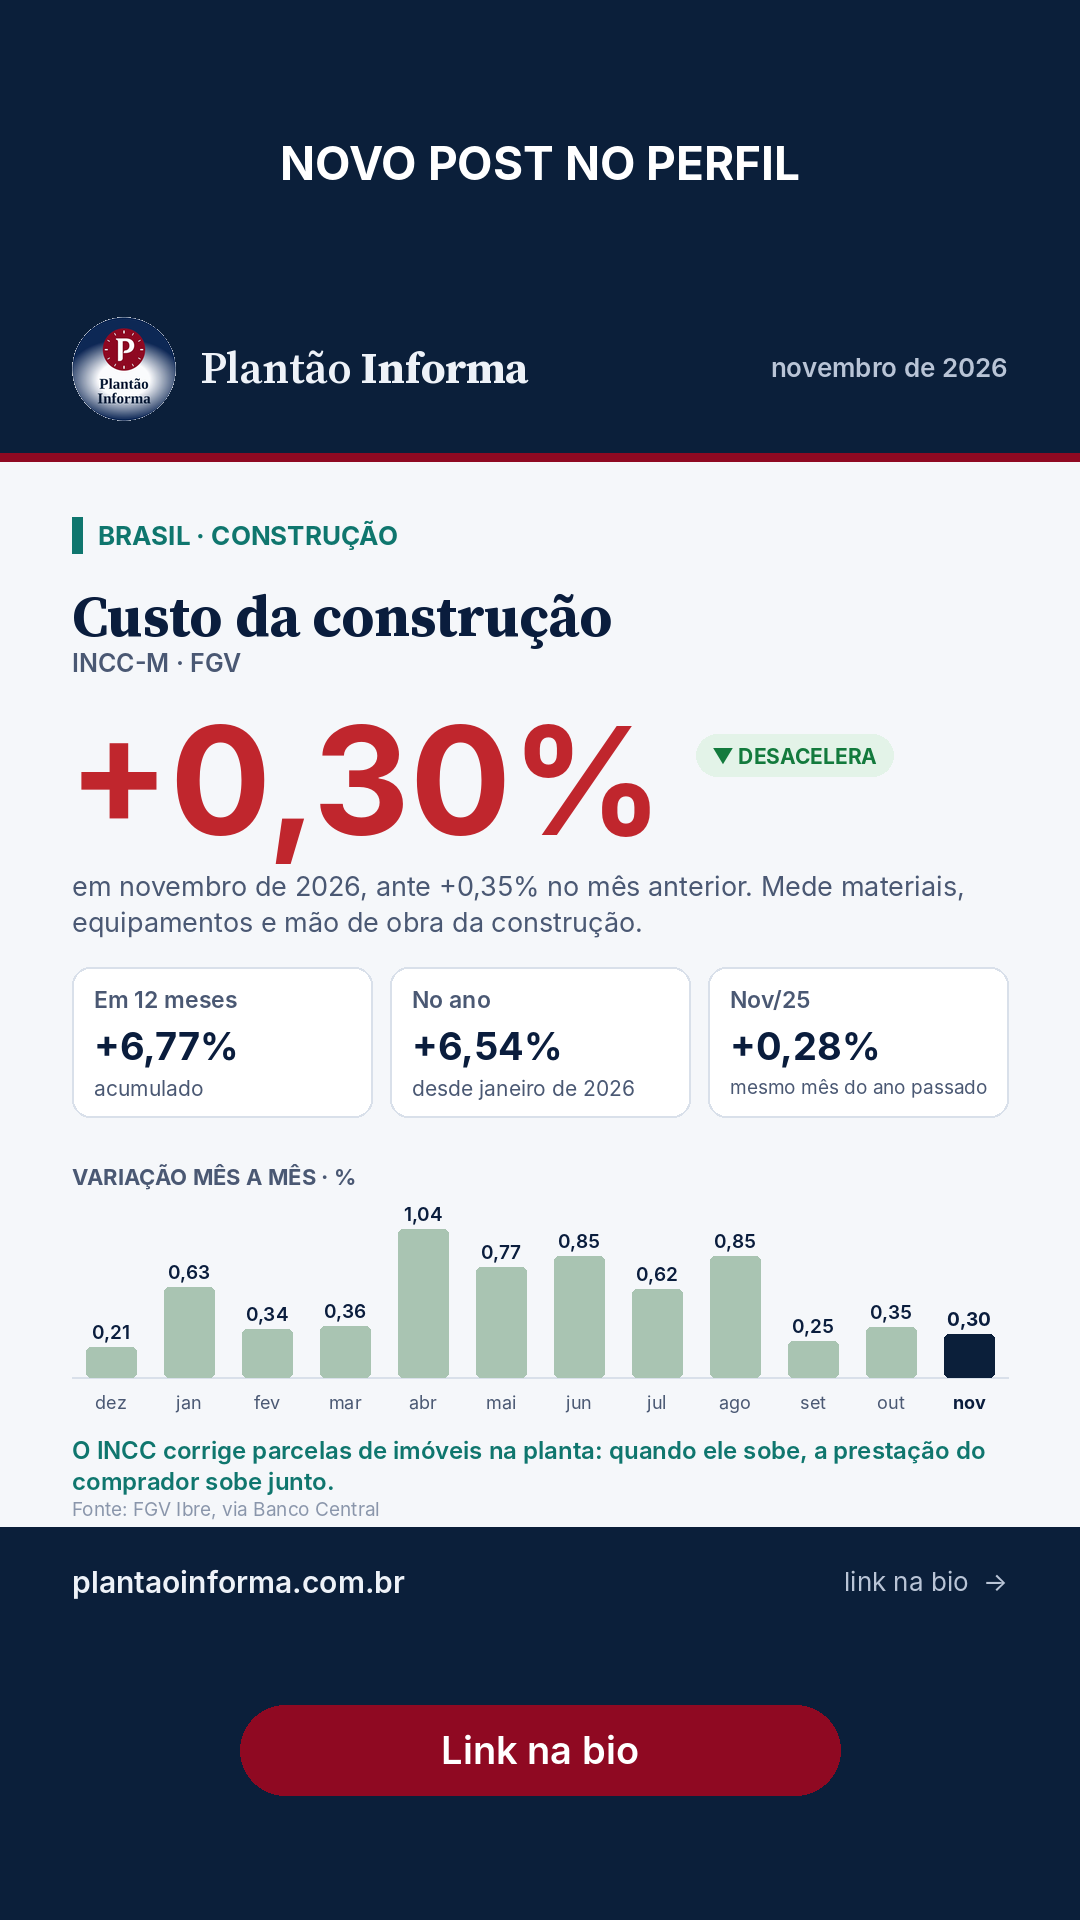 NOVO POST NO PERFIL
P
Plantão
Informa
Plantão Informa
novembro de 2026
BRASIL · CONSTRUÇÃO
Custo da construção
INCC-M · FGV
+0,30%
▼ DESACELERA
em novembro de 2026, ante +0,35% no mês anterior. Mede materiais,
equipamentos e mão de obra da construção.
Em 12 meses
+6,77%
acumulado
No ano
+6,54%
desde janeiro de 2026
Nov/25
+0,28%
mesmo mês do ano passado
VARIAÇÃO MÊS A MÊS · %
0,21 0,63 0,34 0,36 1,04 0,77 0,85 0,62 0,85 0,25 0,35 0,30
dez jan fev mar abr mai jun jul ago set out nov
O INCC corrige parcelas de imóveis na planta: quando ele sobe, a prestação do
comprador sobe junto.
Fonte: FGV Ibre, via Banco Central
plantaoinforma.com.br
link na bio →
Link na bio